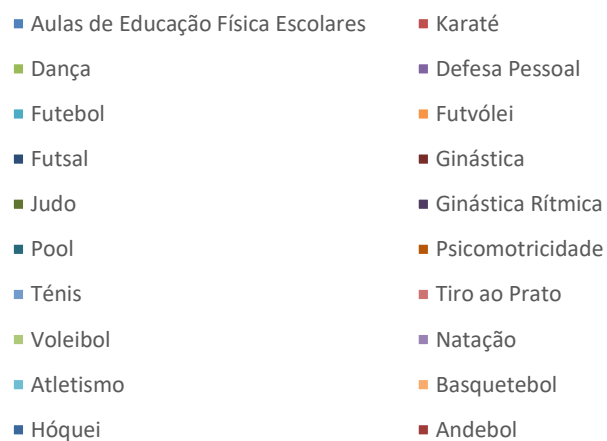 Aulas de Educação Física Escolares
Karaté
Dança
Defesa Pessoal
Futebol
Futvólei
Futsal
Ginástica
Judo
Ginástica Rítmica
Pool
Psicomotricidade
Ténis
Tiro ao Prato
Voleibol
Natação
Atletismo
Basquetebol
Hóquei
Andebol